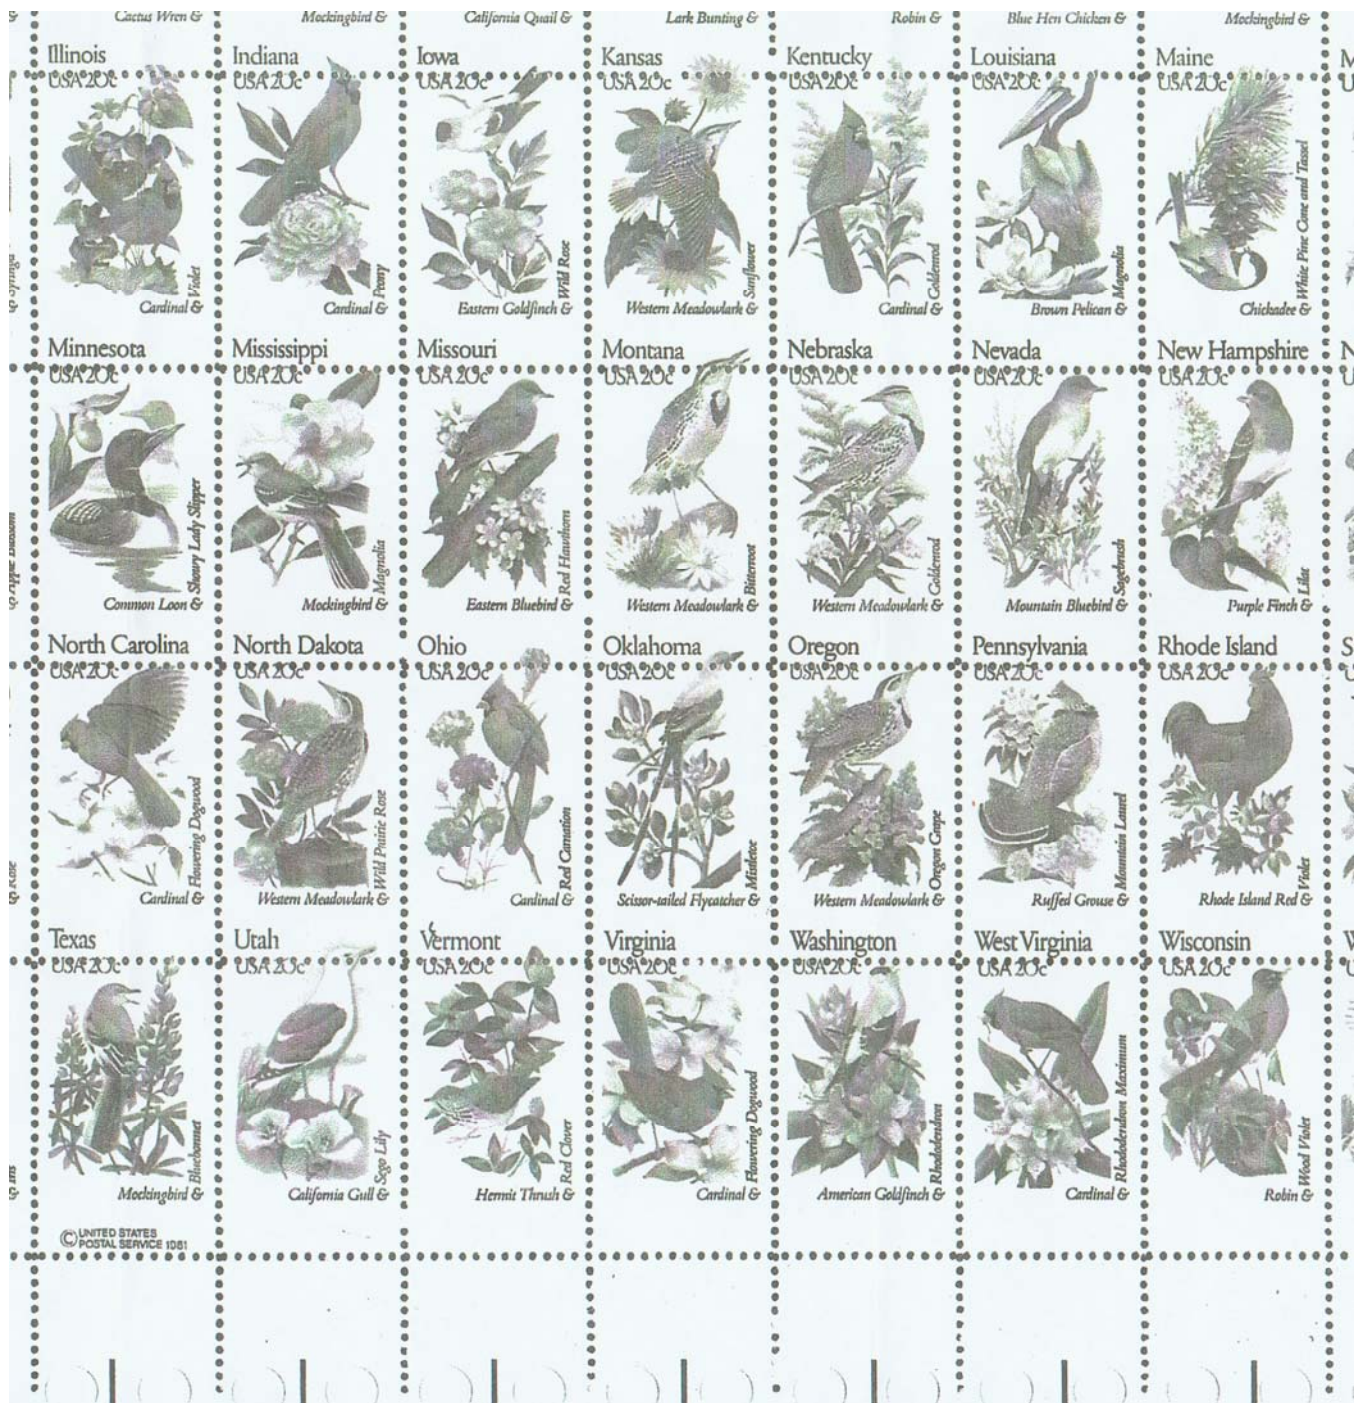 Cactus Wren & Mockingbird & California Quail & Lark Bunting & Robin & Blue Hen Chicken & Mockingbird &
Illinois Indiana Iowa Kansas Kentucky Louisiana Maine
USA 20c USA 20c USA 20c USA 20c USA 20c USA 20c USA 20c
Violet Peony Wild Rose Sunflower Goldenrod Magnolia White Pine Cone and Tassel
Cardinal & Cardinal & Eastern Goldfinch & Western Meadowlark & Cardinal & Brown Pelican & Chickadee &
Minnesota Mississippi Missouri Montana Nebraska Nevada New Hampshire
USA 20c USA 20c USA 20c USA 20c USA 20c USA 20c USA 20c
Showy Lady Slipper Magnolia Red Hawthorn Bitterroot Goldenrod Sagebrush Lilac
Common Loon & Mockingbird & Eastern Bluebird & Western Meadowlark & Western Meadowlark & Mountain Bluebird & Purple Finch &
North Carolina North Dakota Ohio Oklahoma Oregon Pennsylvania Rhode Island
USA 20c USA 20c USA 20c USA 20c USA 20c USA 20c USA 20c
Flowering Dogwood Wild Prairie Rose Red Carnation Mistletoe Oregon Grape Mountain Laurel Violet
Cardinal & Western Meadowlark & Cardinal & Scissor-tailed Flycatcher & Western Meadowlark & Ruffed Grouse & Rhode Island Red &
Texas Utah Vermont Virginia Washington West Virginia Wisconsin
USA 20c USA 20c USA 20c USA 20c USA 20c USA 20c USA 20c
Bluebonnet Sego Lily Red Clover Flowering Dogwood Rhododendron Rhododendron Maximum Wood Violet
Mockingbird & California Gull & Hermit Thrush & Cardinal & American Goldfinch & Cardinal & Robin &
© UNITED STATES
POSTAL SERVICE 1981